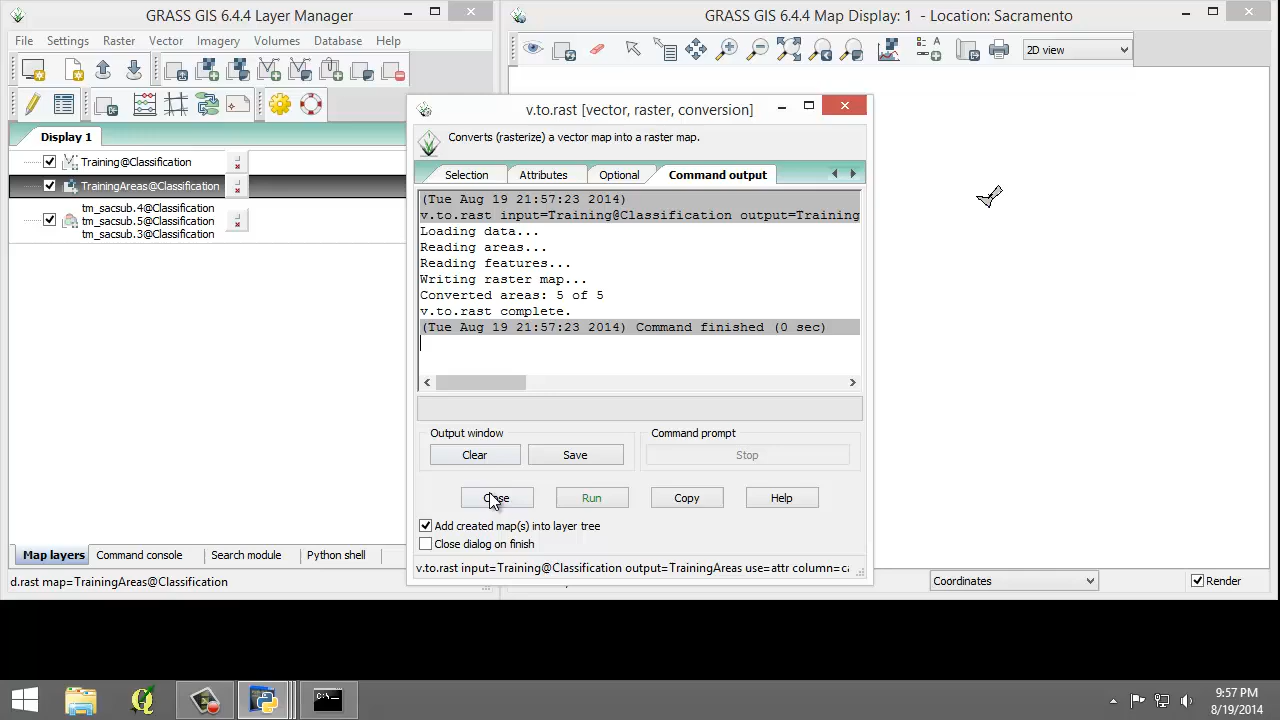 GRASS GIS 6.4.4 Layer Manager
File Settings Raster Vector Imagery Volumes Database Help
Display 1
Training@Classification
TrainingAreas@Classification
tm_sacsub.4@Classification
tm_sacsub.5@Classification
tm_sacsub.3@Classification
Map layers Command console Search module Python shell
d.rast map=TrainingAreas@Classification
GRASS GIS 6.4.4 Map Display: 1 - Location: Sacramento
2D view
v.to.rast [vector, raster, conversion]
Converts (rasterize) a vector map into a raster map.
Selection Attributes Optional Command output
(Tue Aug 19 21:57:23 2014)
v.to.rast input=Training@Classification output=Training
Loading data...
Reading areas...
Reading features...
Writing raster map...
Converted areas: 5 of 5
v.to.rast complete.
(Tue Aug 19 21:57:23 2014) Command finished (0 sec)
Output window Command prompt
Clear Save Stop
Close Run Copy Help
Add created map(s) into layer tree
Close dialog on finish
v.to.rast input=Training@Classification output=TrainingAreas use=attr column=ca
Coordinates Render
9:57 PM
8/19/2014